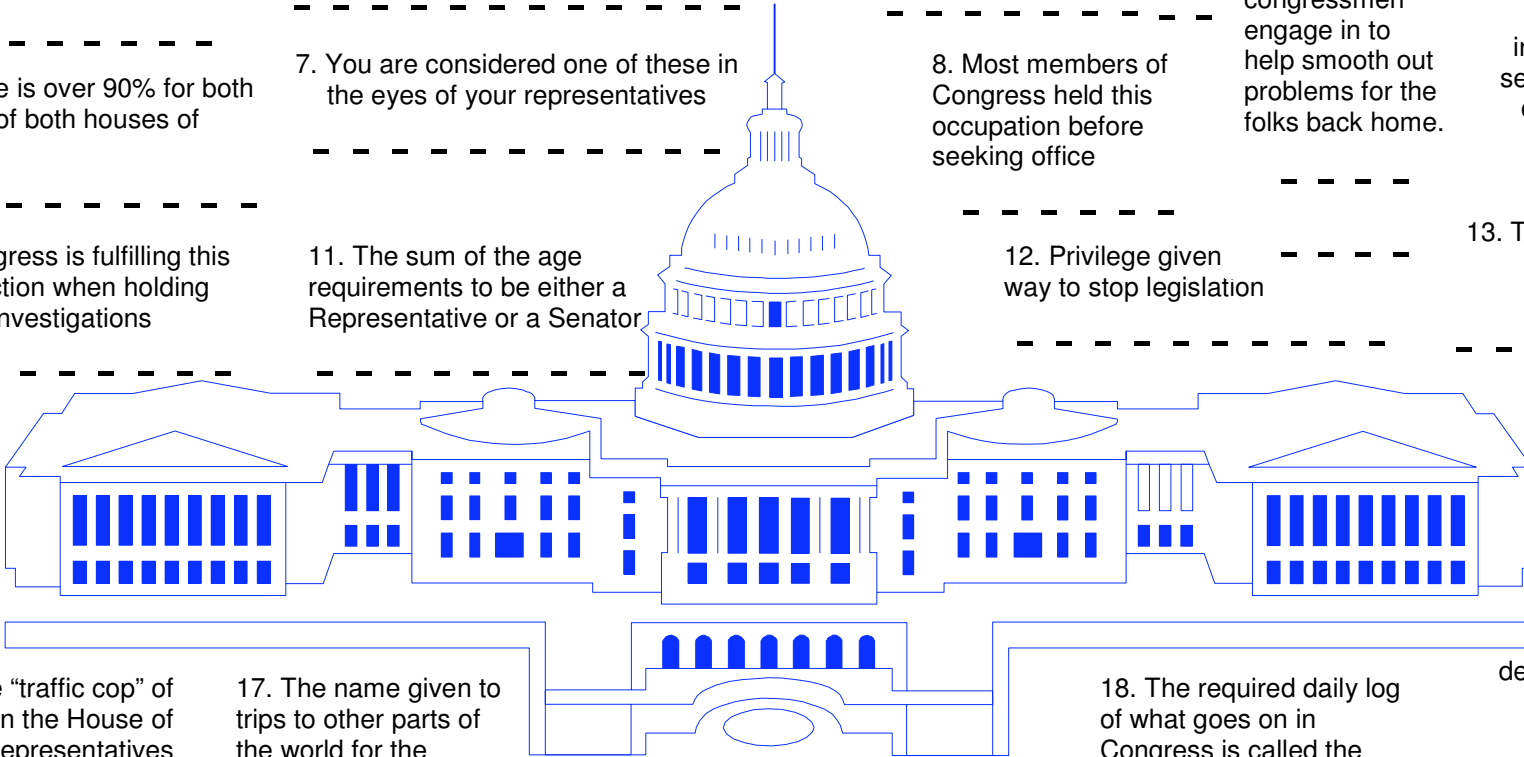 congressmen
engage in to
help smooth out
problems for the
folks back home.
7. You are considered one of these in
the eyes of your representatives
8. Most members of
Congress held this
occupation before
seeking office
e is over 90% for both
of both houses of
gress is fulfilling this
ction when holding
nvestigations
11. The sum of the age
requirements to be either a
Representative or a Senator
12. Privilege given
way to stop legislation
13. T
e “traffic cop” of
n the House of
epresentatives
17. The name given to
trips to other parts of
the world for the
18. The required daily log
of what goes on in
Congress is called the
de